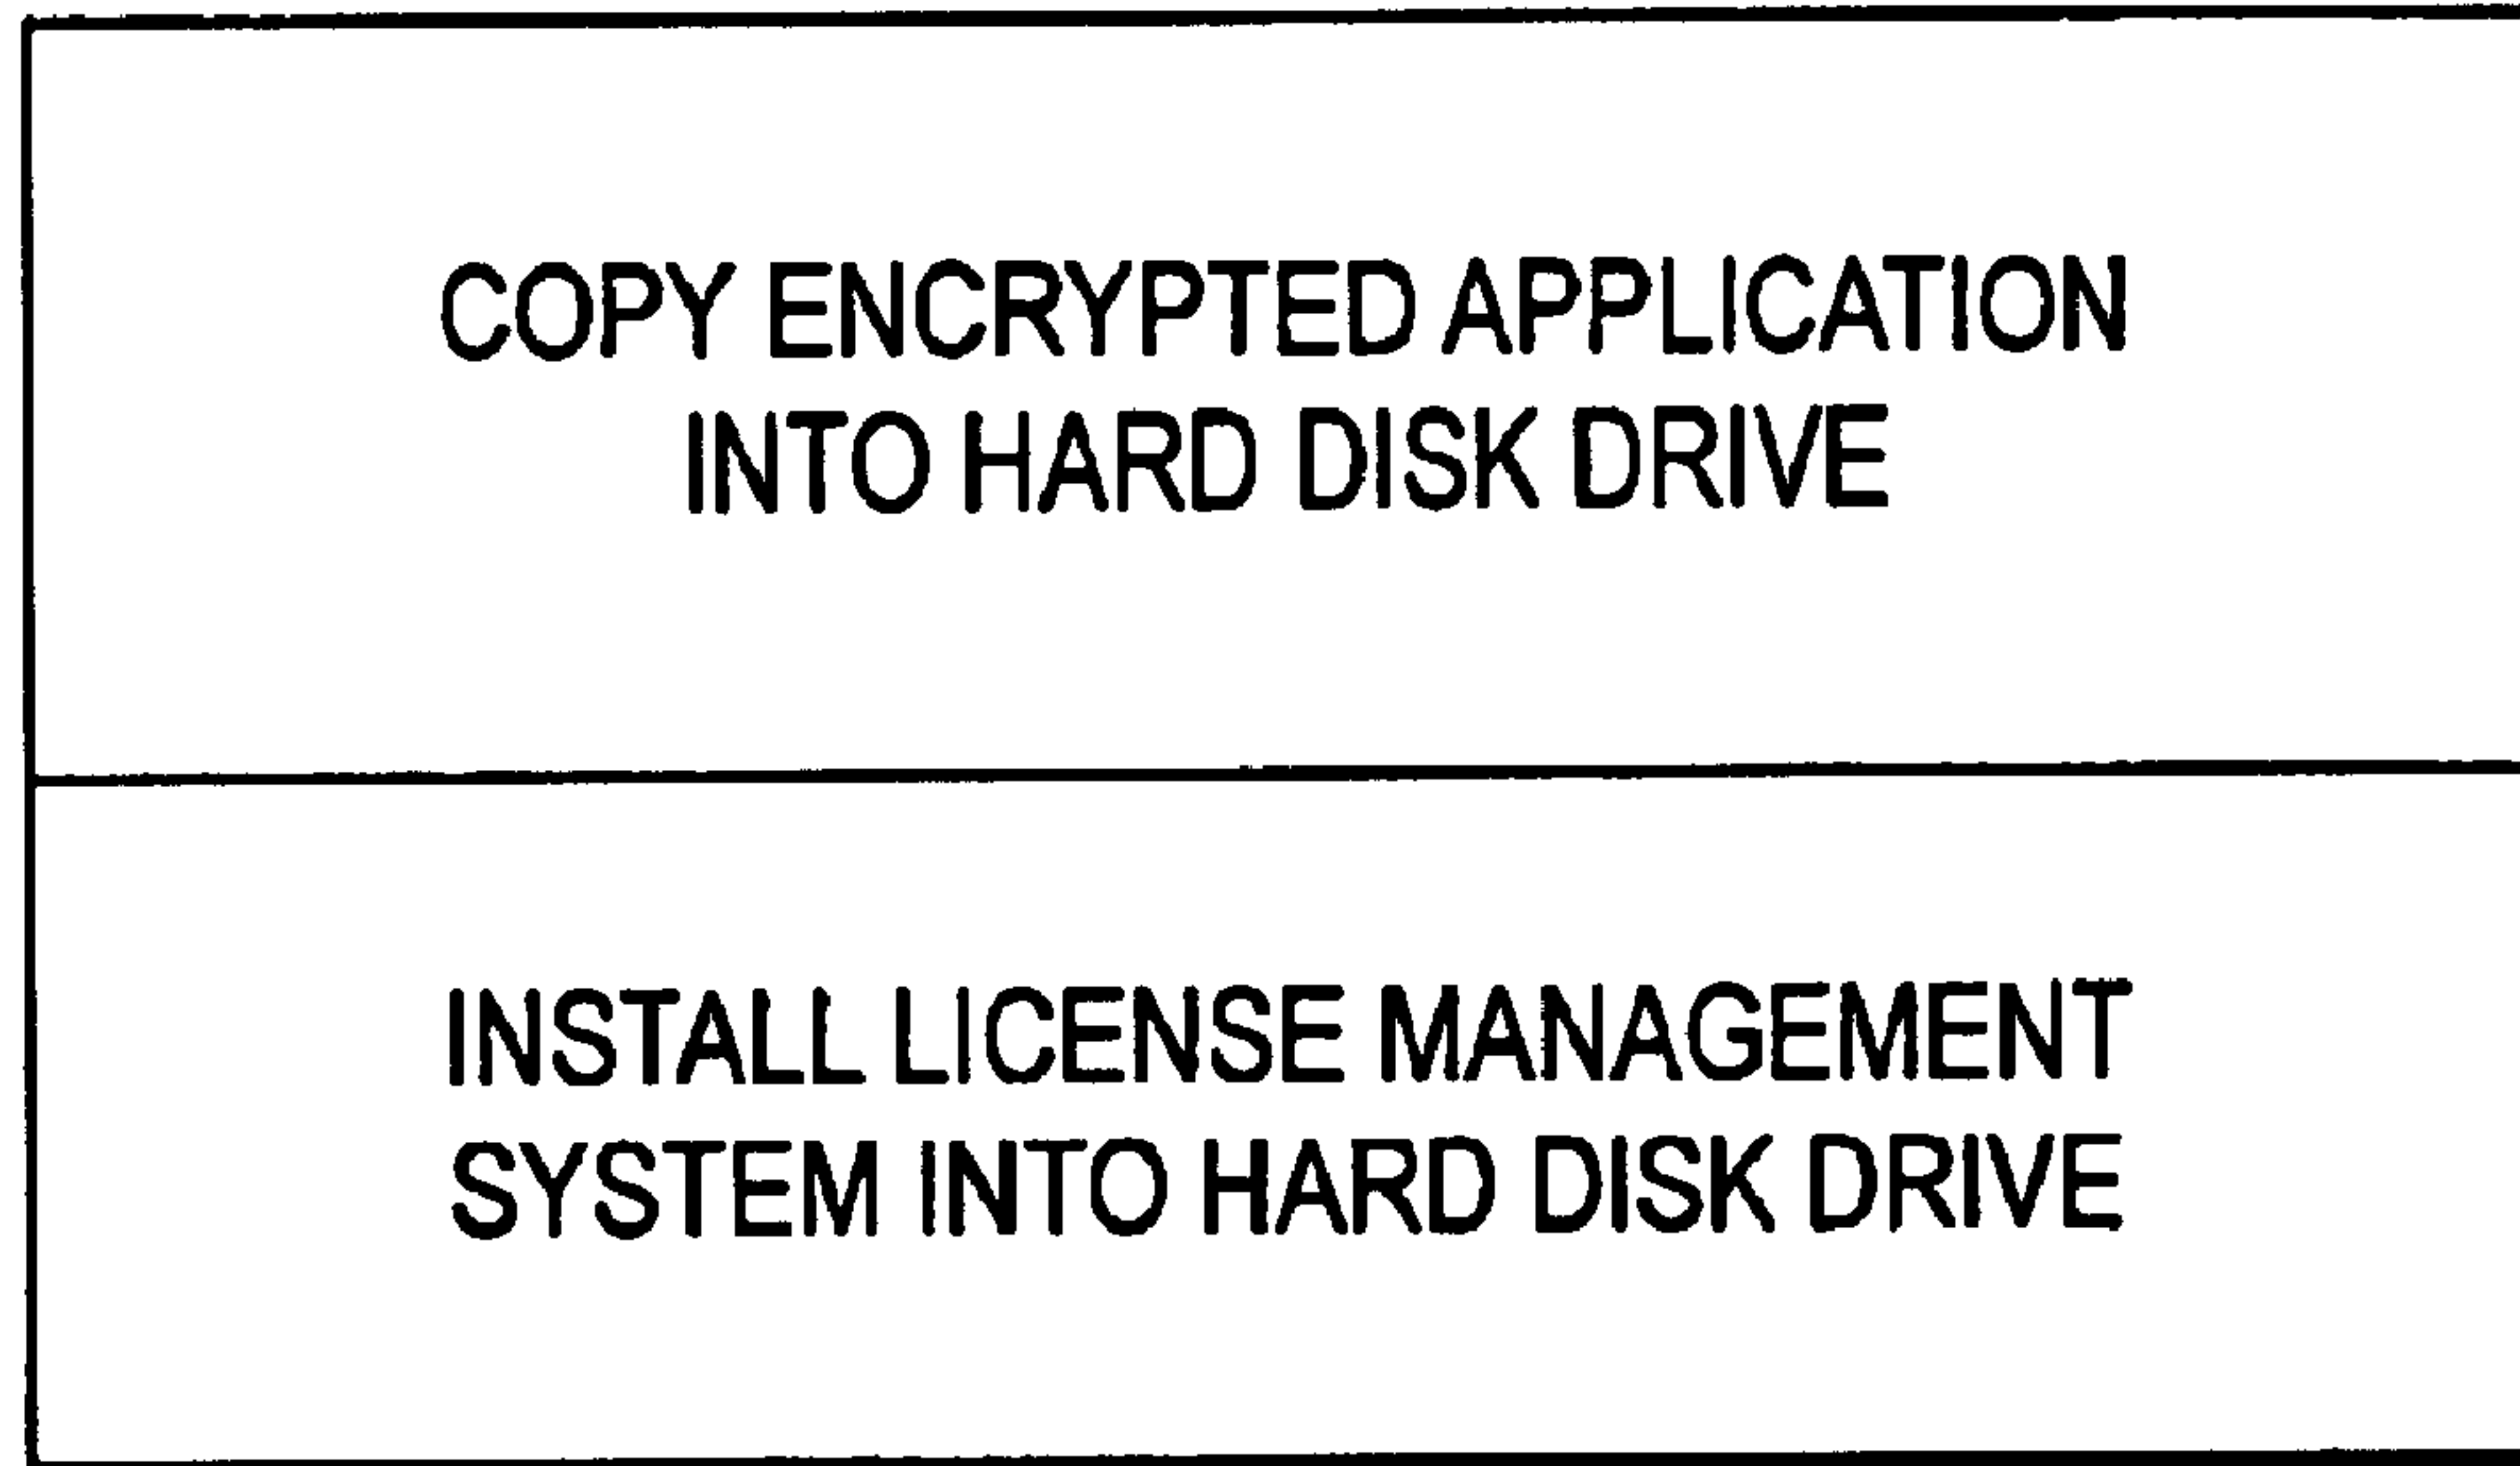 COPY ENCRYPTED APPLICATION
INTO HARD DISK DRIVE
INSTALL LICENSE MANAGEMENT
SYSTEM INTO HARD DISK DRIVE